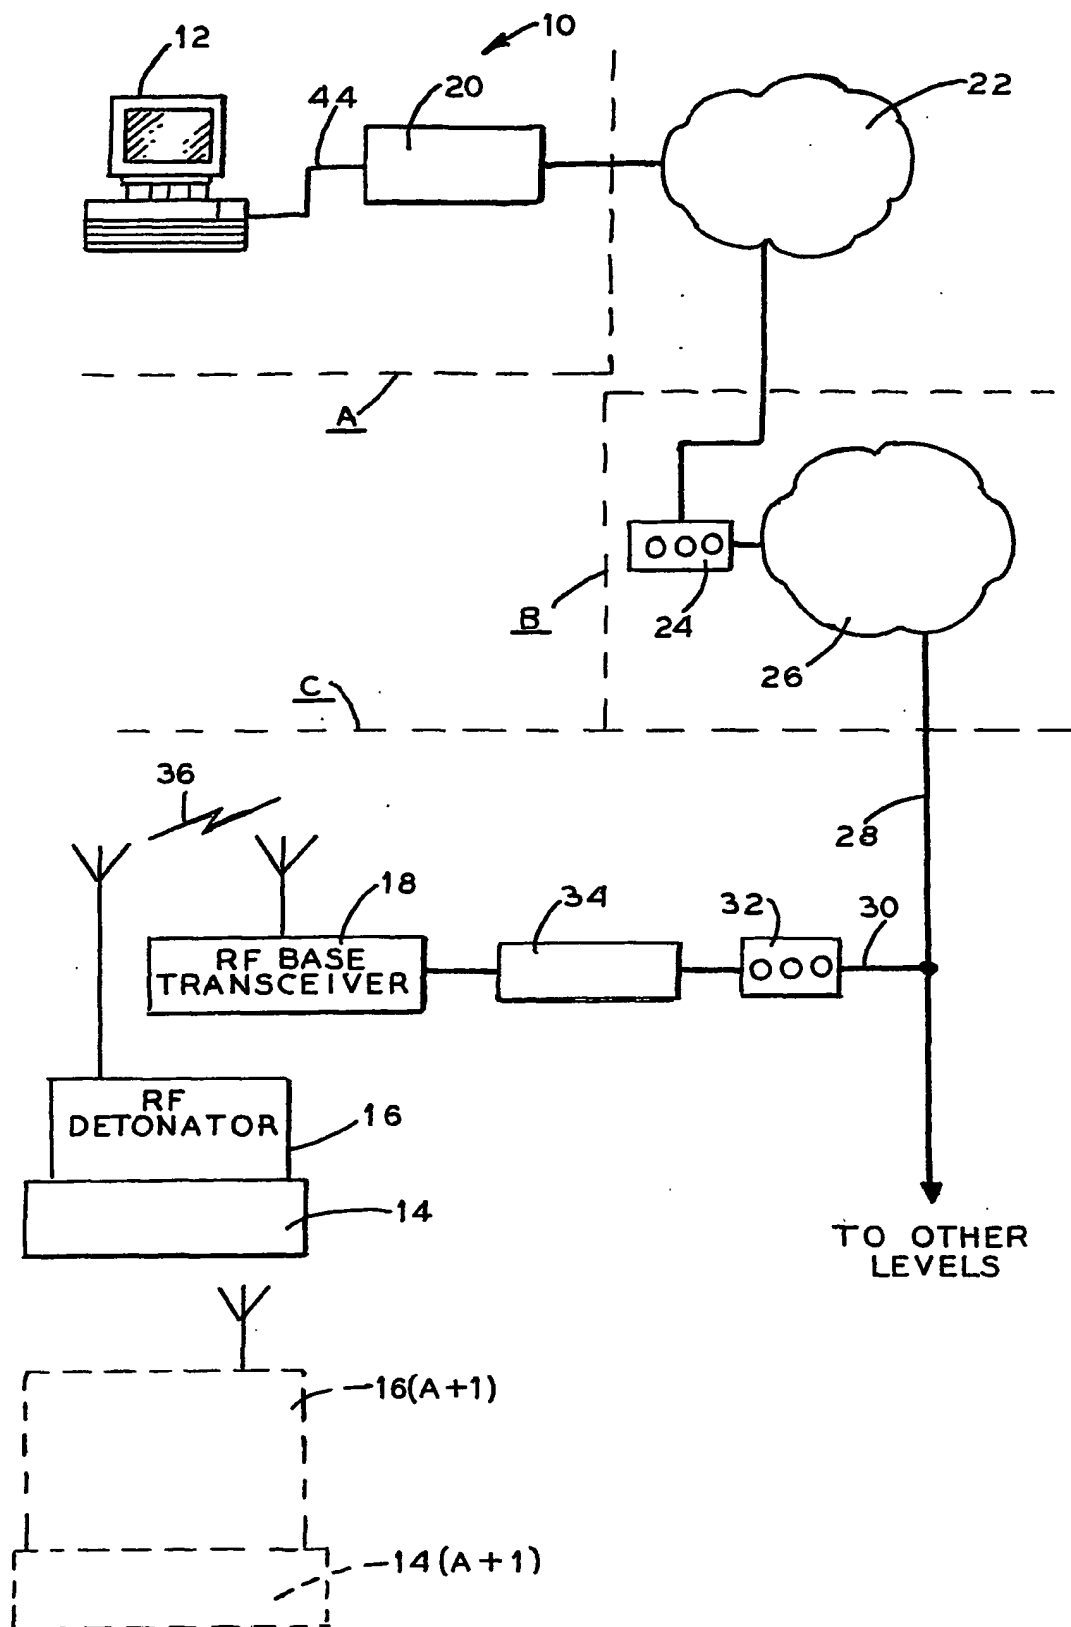 10
12
44
20
22
A
B
24
26
C
36
28
18
34
32
30
RF BASE
TRANSCEIVER
RF
DETONATOR
16
14
TO OTHER
LEVELS
16(A+1)
14(A+1)